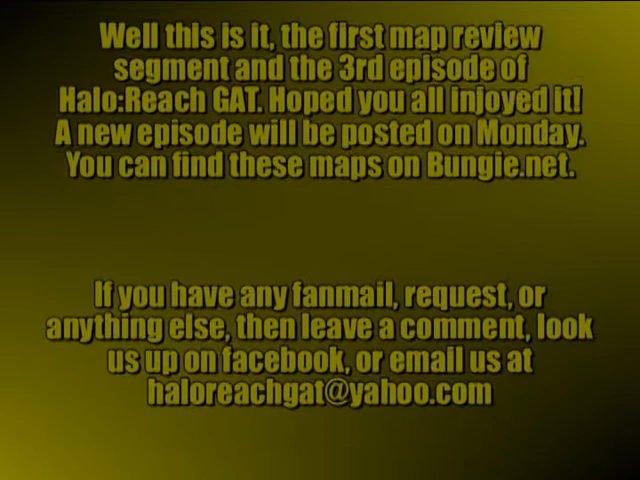 Well this is it, the first map review
segment and the 3rd episode of
Halo:Reach GAT. Hoped you all injoyed it!
A new episode will be posted on Monday.
You can find these maps on Bungie.net.
If you have any fanmail, request, or
anything else, then leave a comment, look
us up on facebook, or email us at
haloreachgat@yahoo.com